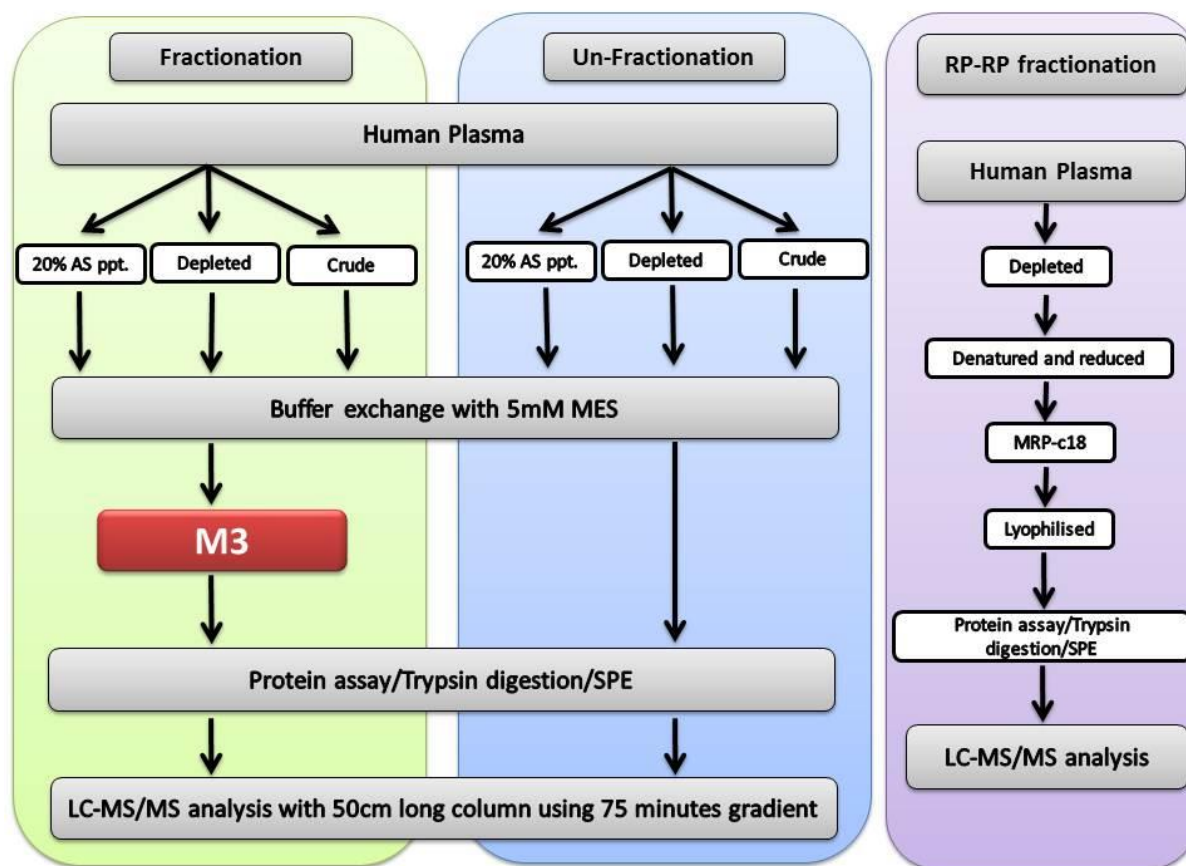 Fractionation
Un-Fractionation
RP-RP fractionation
Human Plasma
Human Plasma
20% AS ppt.
Depleted
Crude
20% AS ppt.
Depleted
Crude
Depleted
Denatured and reduced
Buffer exchange with 5mM MES
MRP-c18
M3
Lyophilised
Protein assay/Trypsin
digestion/SPE
Protein assay/Trypsin digestion/SPE
LC-MS/MS analysis
LC-MS/MS analysis with 50cm long column using 75 minutes gradient